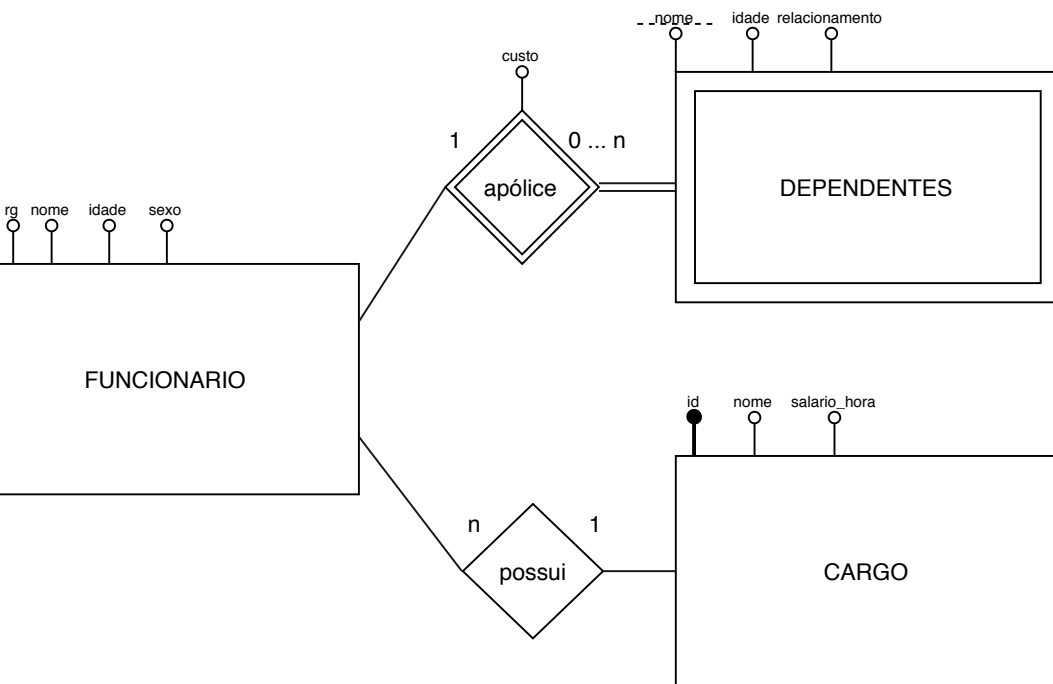 nome idade relacionamento
custo
1 0 ... n
apólice
DEPENDENTES
rg nome idade sexo
FUNCIONARIO
id nome salario_hora
n 1
possui
CARGO